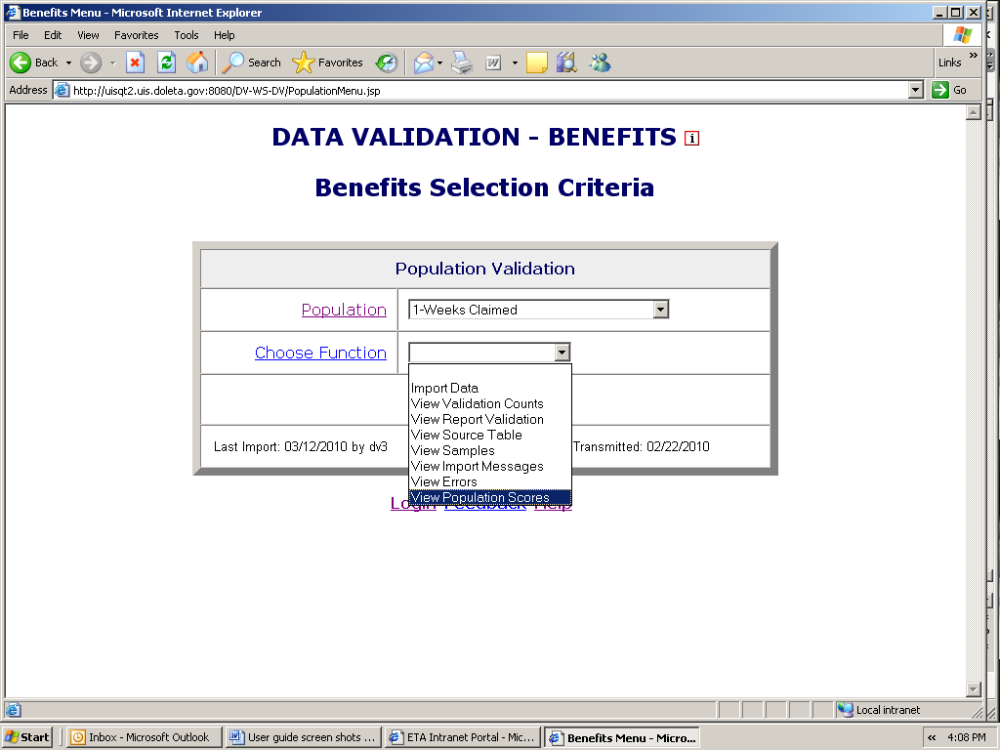 Benefits Menu - Microsoft Internet Explorer
File Edit View Favorites Tools Help
Back Search Favorites Links »
Address http://uisqt2.uis.doleta.gov:8080/DV-WS-DV/PopulationMenu.jsp Go
DATA VALIDATION - BENEFITS i
Benefits Selection Criteria
Population Validation
Population 1-Weeks Claimed
Choose Function
Import Data
View Validation Counts
View Report Validation
View Source Table
View Samples
View Import Messages
View Errors
View Population Scores
Last Import: 03/12/2010 by dv3 Transmitted: 02/22/2010
Login Feedback Help
Local intranet
Start Inbox - Microsoft Outlook User guide screen shots ... ETA Intranet Portal - Mic... Benefits Menu - Micro... « 4:08 PM